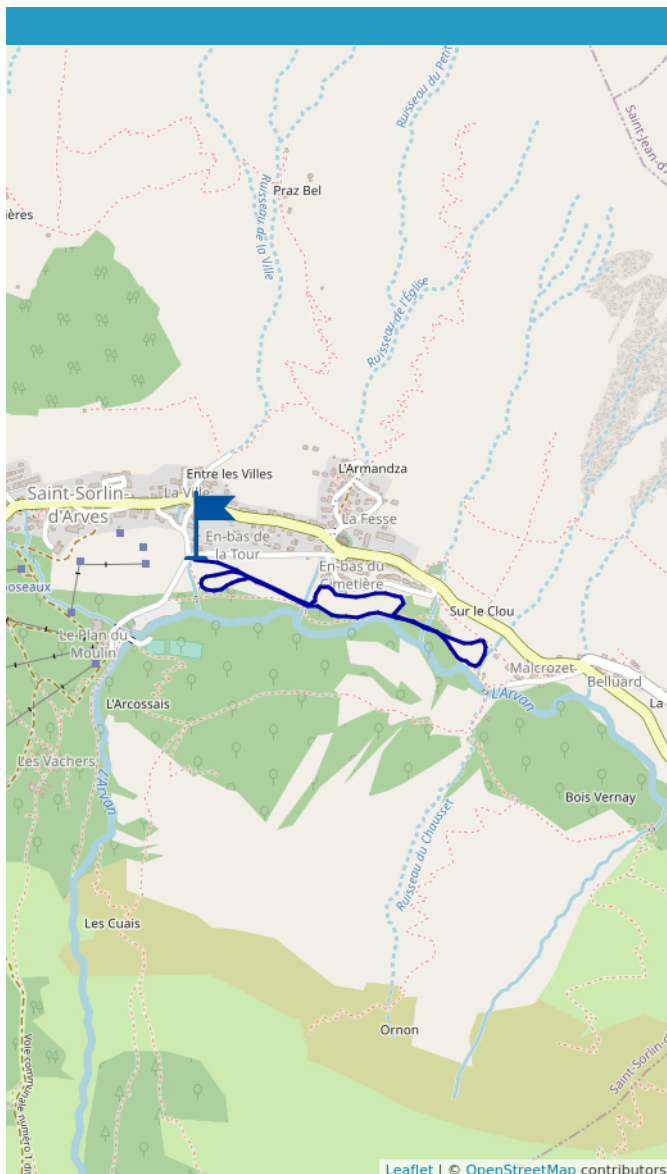 Ruisseau du Petit
Saint-Jean-d'
Praz Bel
ères
Ruisseau de la Ville
Ruisseau de l'Église
Entre les Villes
L'Armandza
La Ville
Saint-Sorlin-
d'Arves
La Fesse
En-bas de
la Tour
En-bas du
Cimetière
Sur le Clou
Le Plan du
Moulin
Malcrozet
Belluard
L'Arcossais
L'Arvan
La
Les Vachers
L'Arvan
Bois Vernay
Ruisseau du Chausset
Les Cuais
Ornon
Voie communale numéro 1 d
Saint-Sorlin-d
Leaflet | © OpenStreetMap contributors